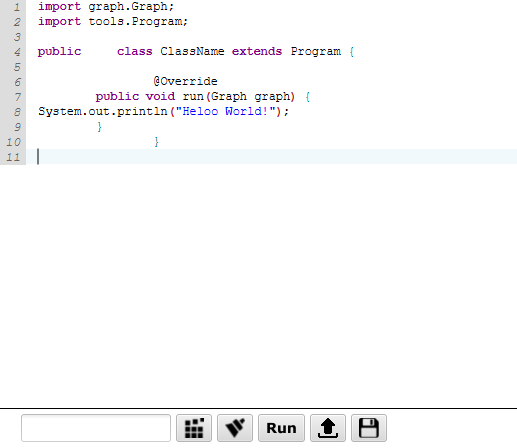 1 import graph.Graph;
2 import tools.Program;
3
4 public class ClassName extends Program {
5
6 @Override
7 public void run(Graph graph) {
8 System.out.println("Heloo World!");
9 }
10 }
11
Run